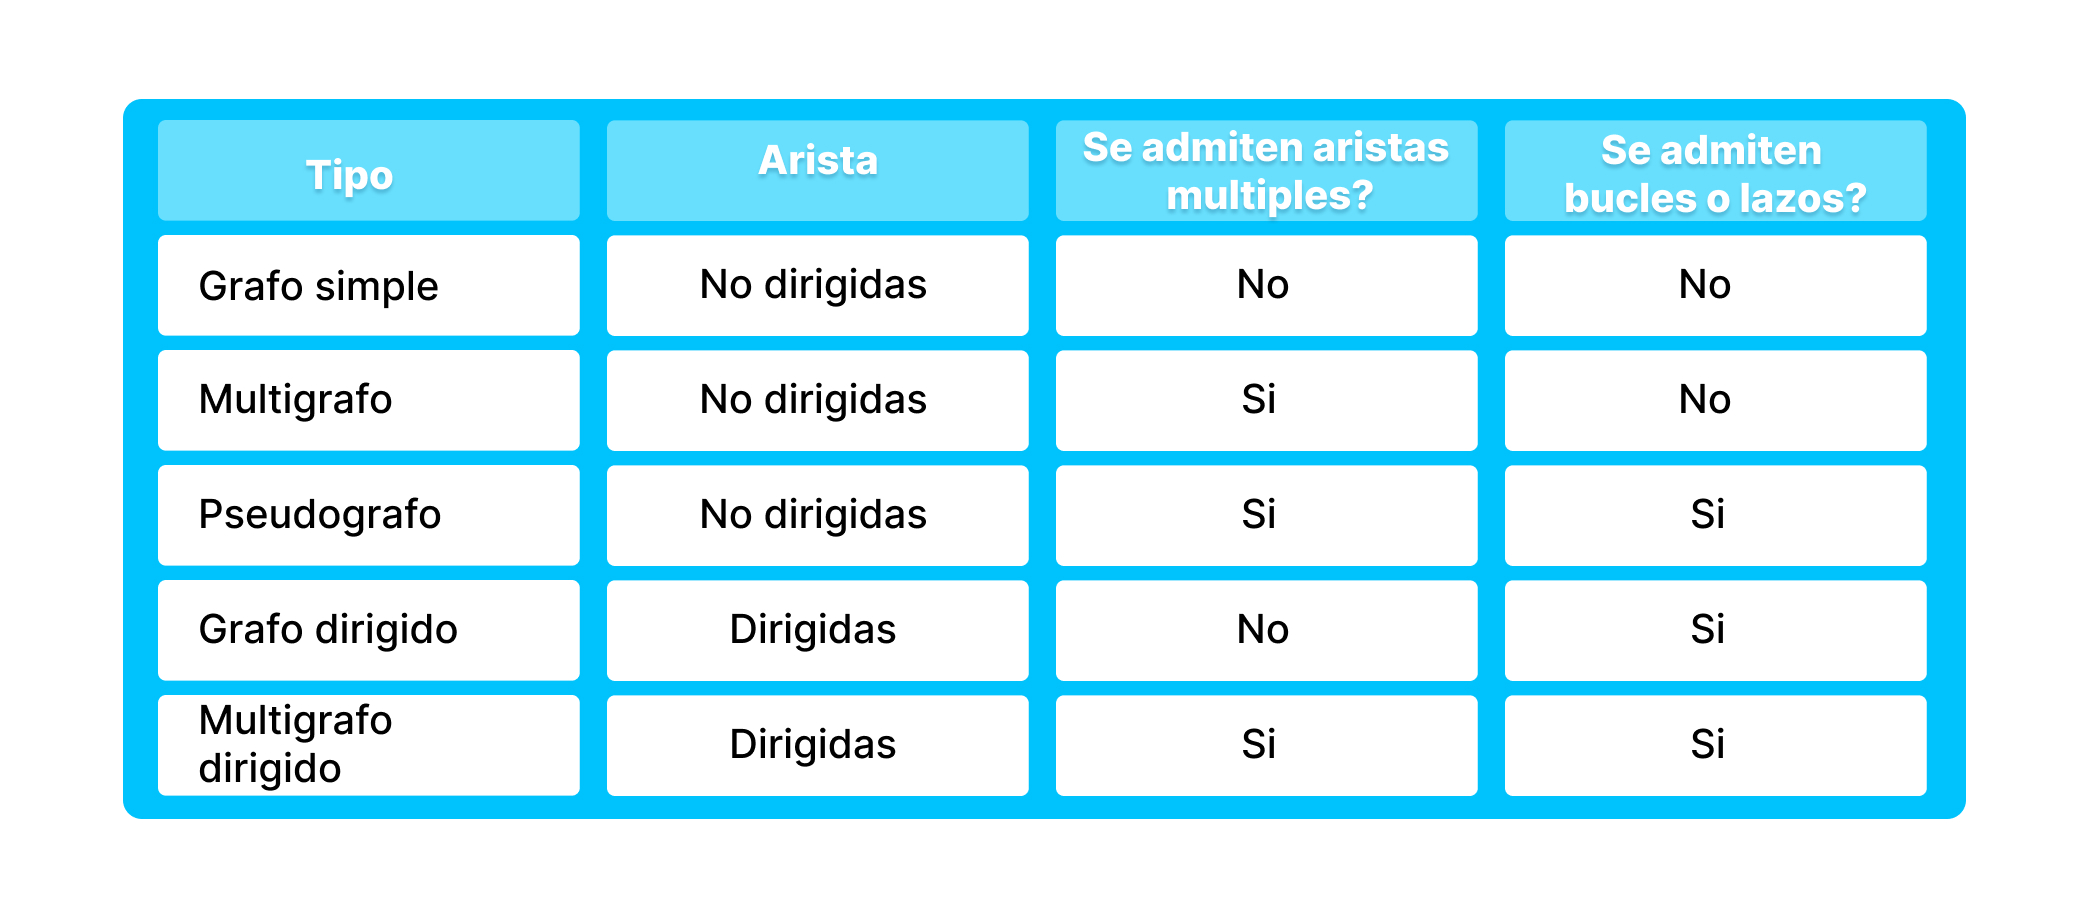 Tipo
Arista
Se admiten aristas
multiples?
Se admiten
bucles o lazos?
Grafo simple
No dirigidas
No
No
Multigrafo
No dirigidas
Si
No
Pseudografo
No dirigidas
Si
Si
Grafo dirigido
Dirigidas
No
Si
Multigrafo
dirigido
Dirigidas
Si
Si